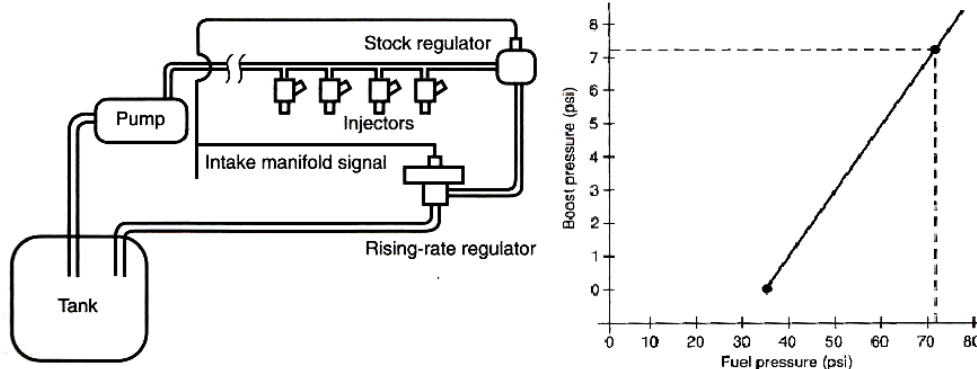 Stock regulator
Pump
Injectors
Intake manifold signal
Rising-rate regulator
Tank
Boost pressure (psi)
8
7
6
5
4
3
2
1
0
0 10 20 30 40 50 60 70 80
Fuel pressure (psi)